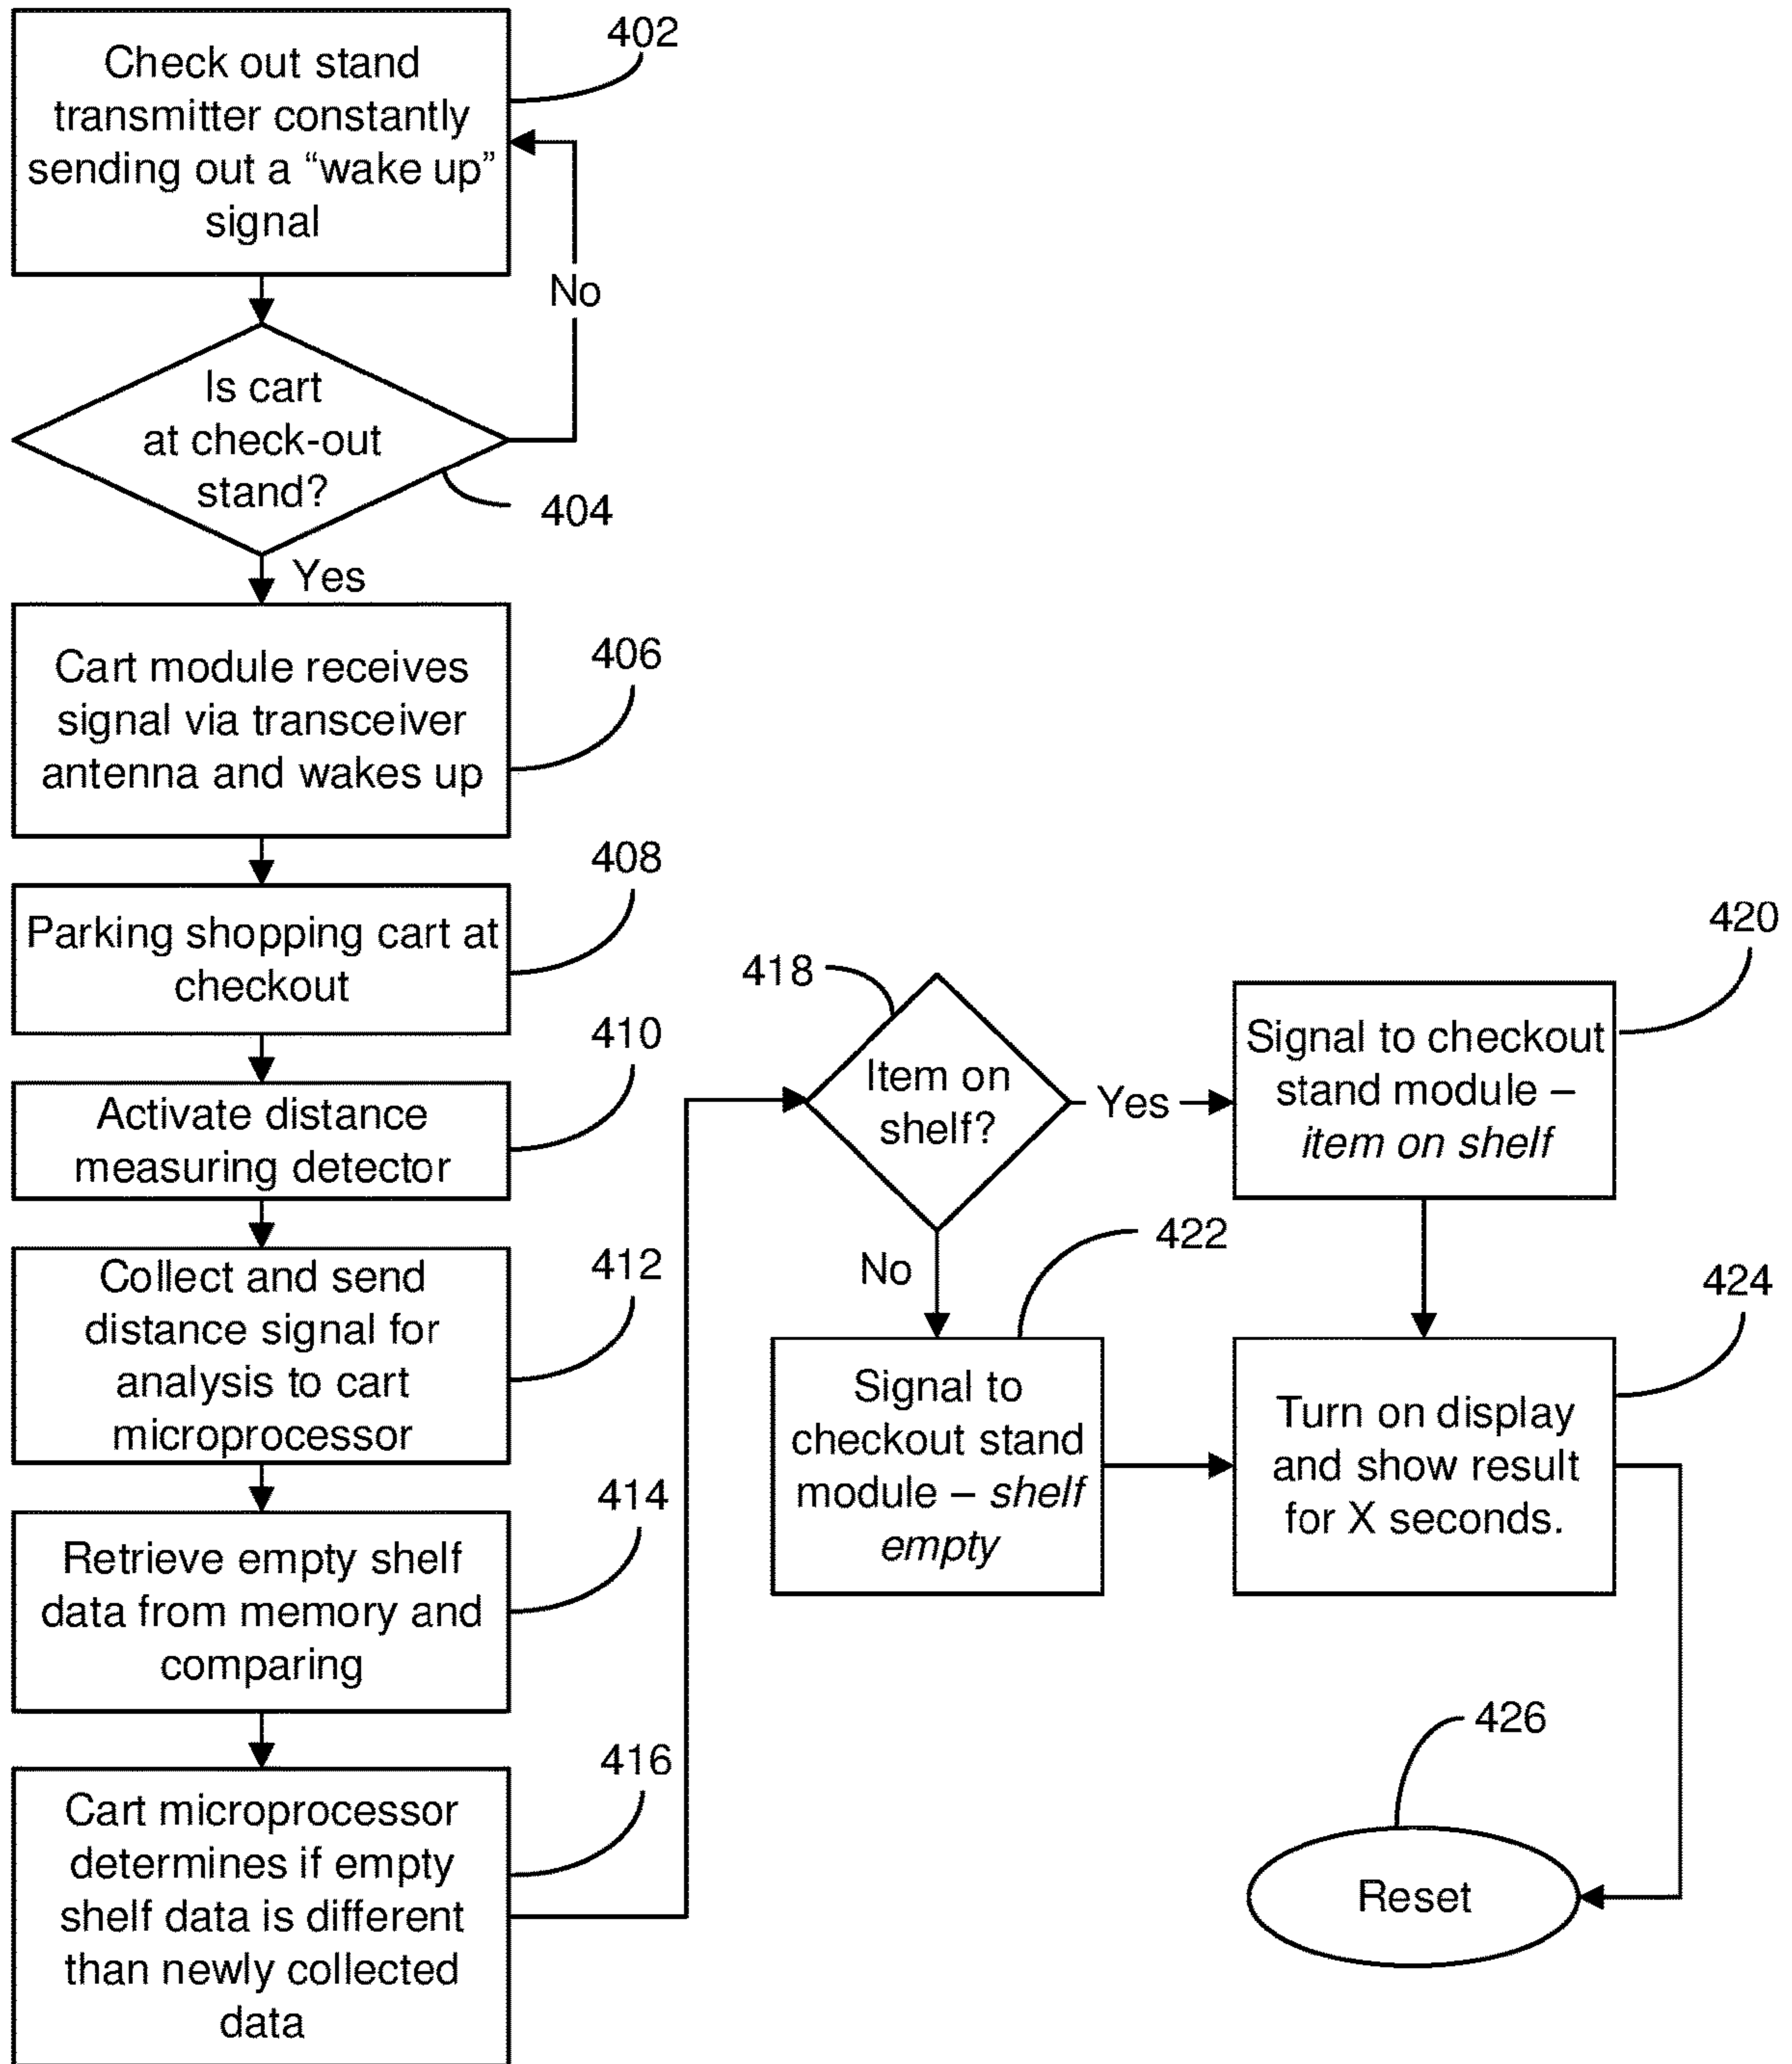 Check out stand
transmitter constantly
sending out a “wake up”
signal
402
No
Is cart
at check-out
stand?
404
Yes
Cart module receives
signal via transceiver
antenna and wakes up
406
Parking shopping cart at
checkout
408
Activate distance
measuring detector
410
Collect and send
distance signal for
analysis to cart
microprocessor
412
Retrieve empty shelf
data from memory and
comparing
414
Cart microprocessor
determines if empty
shelf data is different
than newly collected
data
416
418
Item on
shelf?
Yes
Signal to checkout
stand module –
item on shelf
420
No
Signal to
checkout stand
module – shelf
empty
422
Turn on display
and show result
for X seconds.
424
Reset
426